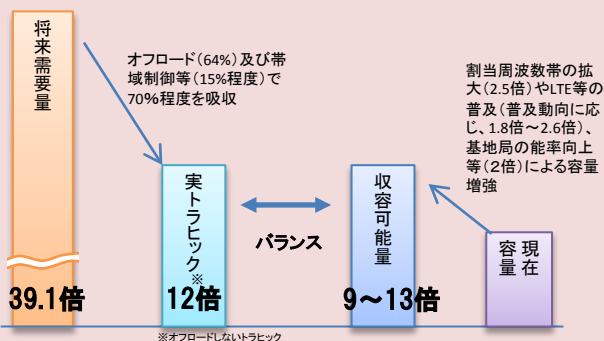 将来需要量
39.1倍
オフロード(64%)及び帯
域制御等(15%程度)で
70%程度を吸収
実トラヒック※
12倍
バランス
収容可能量
9～13倍
割当周波数帯の拡
大(2.5倍)やLTE等の
普及(普及動向に応
じ、1.8倍～2.6倍)、
基地局の能率向上
等(２倍)による容量
増強
現在
容量
※オフロードしないトラヒック